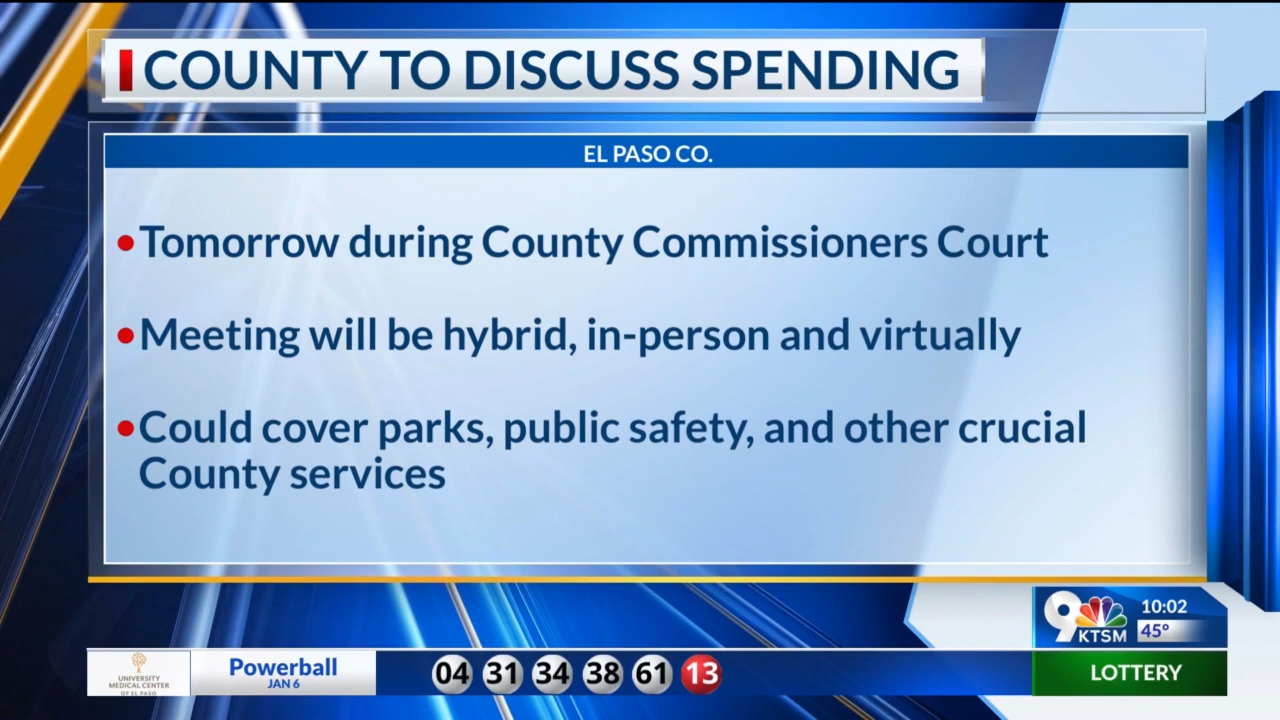 COUNTY TO DISCUSS SPENDING
EL PASO CO.
•Tomorrow during County Commissioners Court
•Meeting will be hybrid, in-person and virtually
•Could cover parks, public safety, and other crucial
County services
9 KTSM
10:02
45°
UNIVERSITY
MEDICAL CENTER
OF EL PASO
Powerball
JAN 6
04 31 34 38 61 13
LOTTERY